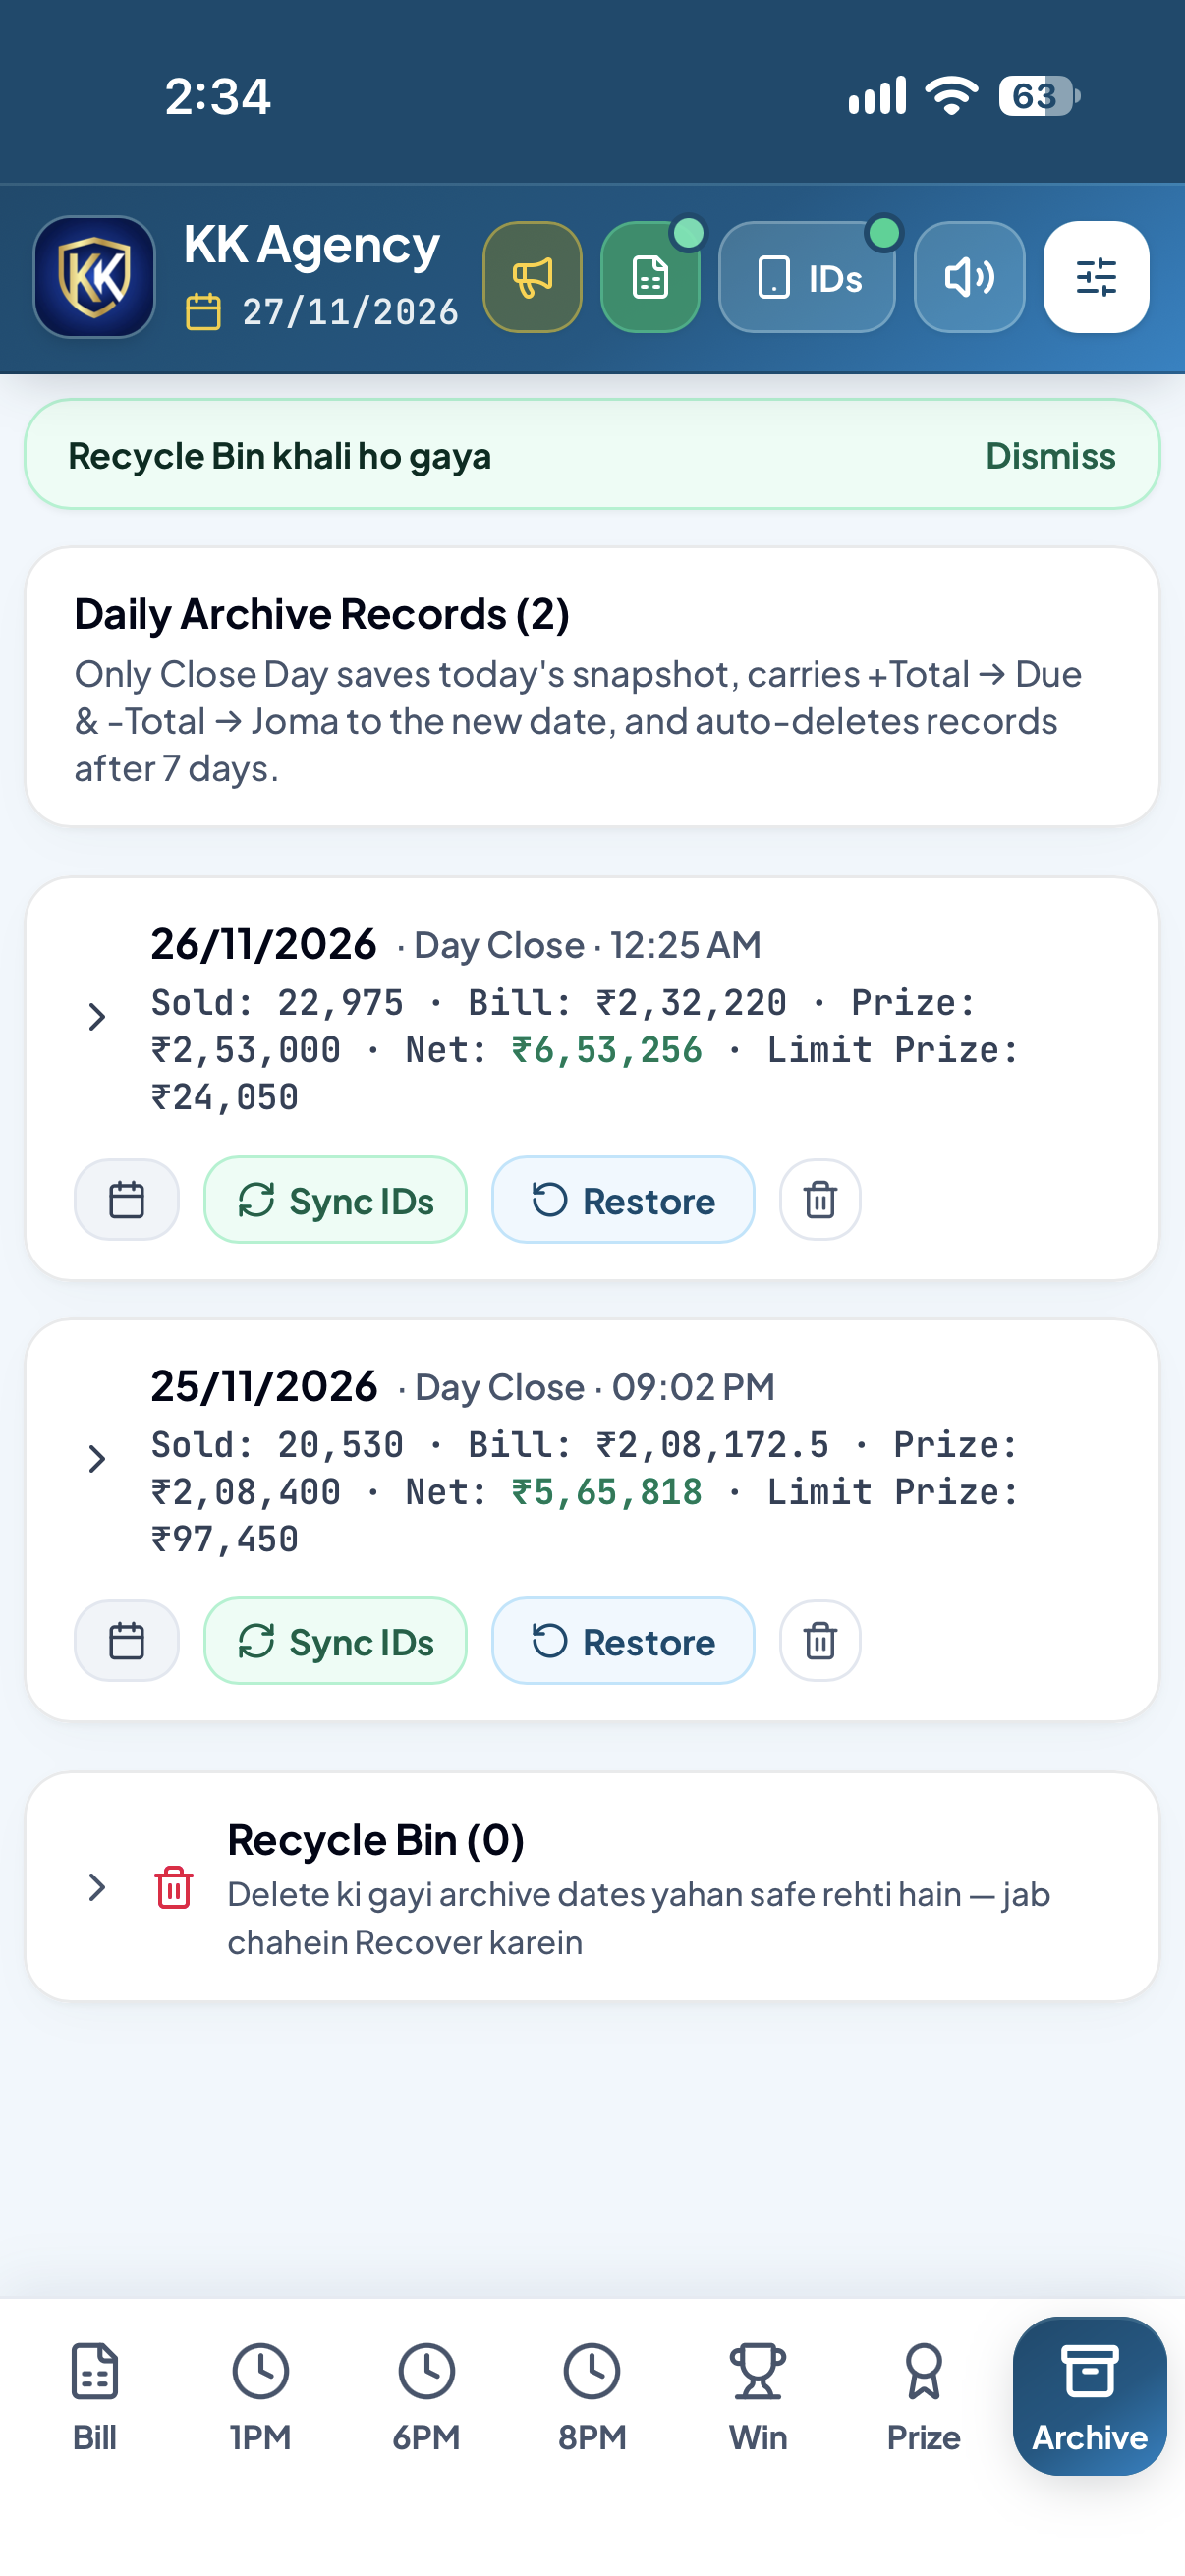 2:34
63
KK
KK Agency
27/11/2026
IDs
Recycle Bin khali ho gaya
Dismiss
Daily Archive Records (2)
Only Close Day saves today's snapshot, carries +Total → Due
& -Total → Joma to the new date, and auto-deletes records
after 7 days.
26/11/2026 · Day Close · 12:25 AM
Sold: 22,975 · Bill: ₹2,32,220 · Prize:
₹2,53,000 · Net: ₹6,53,256 · Limit Prize:
₹24,050
Sync IDs
Restore
25/11/2026 · Day Close · 09:02 PM
Sold: 20,530 · Bill: ₹2,08,172.5 · Prize:
₹2,08,400 · Net: ₹5,65,818 · Limit Prize:
₹97,450
Sync IDs
Restore
Recycle Bin (0)
Delete ki gayi archive dates yahan safe rehti hain — jab
chahein Recover karein
Bill
1PM
6PM
8PM
Win
Prize
Archive